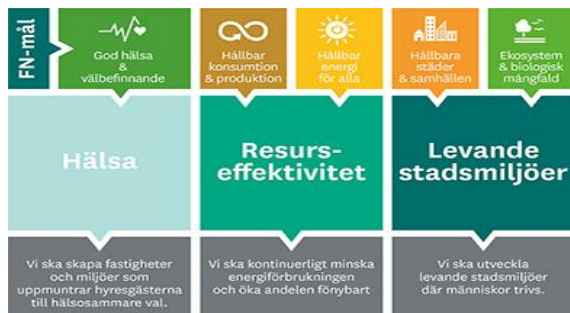 FN-mål
God hälsa
&
välbefinnande
Hållbar
konsumtion
& produktion
Hållbar
energi
för alla
Hållbara
städer
& samhällen
Ekosystem
& biologisk
mångfald
Hälsa
Resurs-
effektivitet
Levande
stadsmiljöer
Vi ska skapa fastigheter
och miljöer som
uppmuntrar hyresgästerna
till hälsosammare val.
Vi ska kontinuerligt minska
energiförbrukningen
och öka andelen fönybart
Vi ska utveckla
levande stadsmiljöer
där människor trivs.